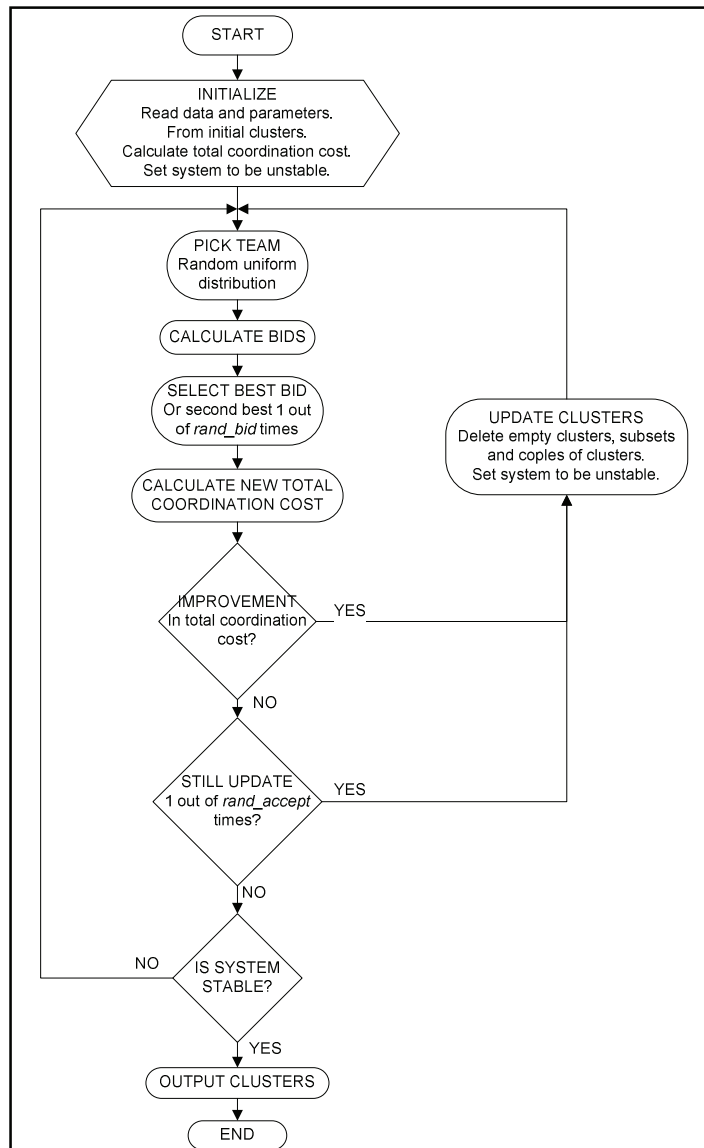 START
INITIALIZE
Read data and parameters.
From initial clusters.
Calculate total coordination cost.
Set system to be unstable.
PICK TEAM
Random uniform
distribution
CALCULATE BIDS
SELECT BEST BID
Or second best 1 out
of rand_bid times
CALCULATE NEW TOTAL
COORDINATION COST
UPDATE CLUSTERS
Delete empty clusters, subsets
and coples of clusters.
Set system to be unstable.
IMPROVEMENT
In total coordination
cost?
YES
NO
STILL UPDATE
1 out of rand_accept
times?
YES
NO
IS SYSTEM
STABLE?
NO
YES
OUTPUT CLUSTERS
END